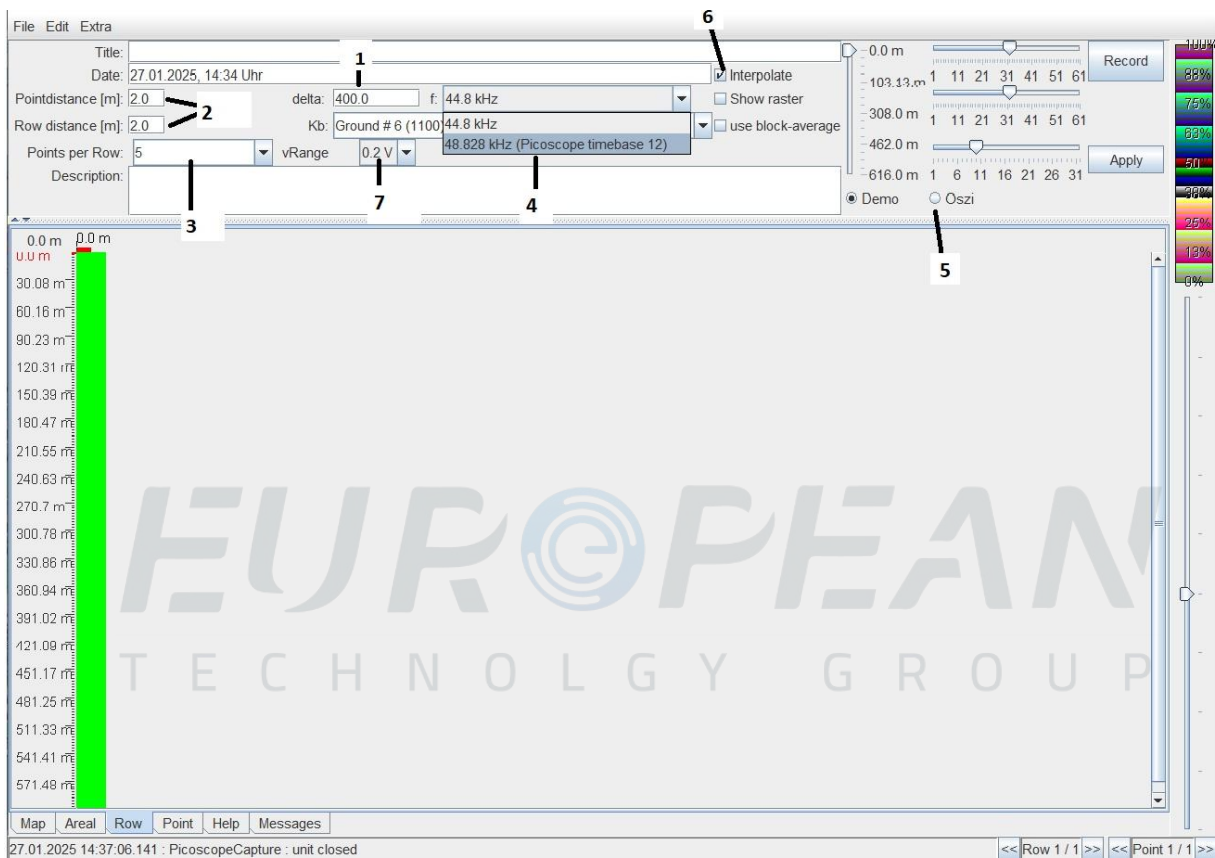 File Edit Extra
6
Title:
1
Date: 27.01.2025, 14:34 Uhr
Interpolate
Pointdistance [m]: 2.0
2
delta: 400.0 f: 44.8 kHz
Show raster
Row distance [m]: 2.0
Kb: Ground # 6 (1100)
44.8 kHz
48.828 kHz (Picoscope timebase 12)
use block-average
Points per Row: 5
vRange 0.2 V
Description:
3
7
4
0.0 m
103.13.m
308.0 m
462.0 m
616.0 m
1 11 21 31 41 51 61
1 11 21 31 41 51 61
1 6 11 16 21 26 31
Record
Apply
Demo Oszi
5
100%
88%
75%
63%
50
38%
25%
13%
0%
0.0 m 0.0 m
0.0 m
30.08 m
60.16 m
90.23 m
120.31 m
150.39 m
180.47 m
210.55 m
240.63 m
270.7 m
300.78 m
330.86 m
360.94 m
391.02 m
421.09 m
451.17 m
481.25 m
511.33 m
541.41 m
571.48 m
EUROPEAN
TECHNOLGY GROUP
Map Areal Row Point Help Messages
27.01.2025 14:37:06.141 : PicoscopeCapture : unit closed
<< Row 1 / 1 >> << Point 1 / 1 >>